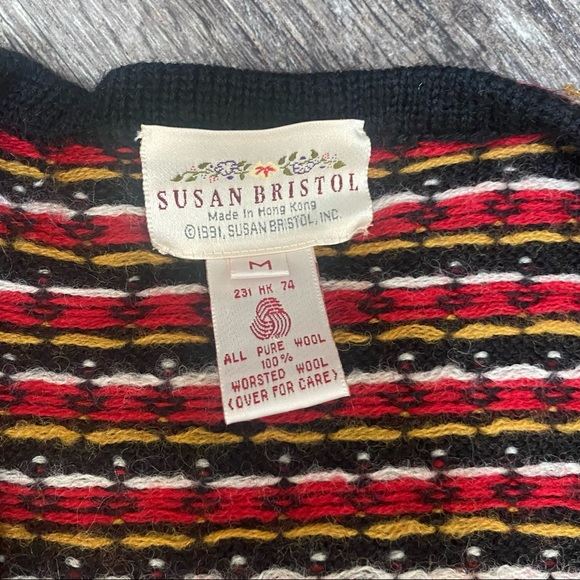 SUSAN BRISTOL
Made in Hong Kong
©1991, SUSAN BRISTOL, INC.
M
231 HK 74
ALL PURE WOOL
100%
WORSTED WOOL
(OVER FOR CARE)